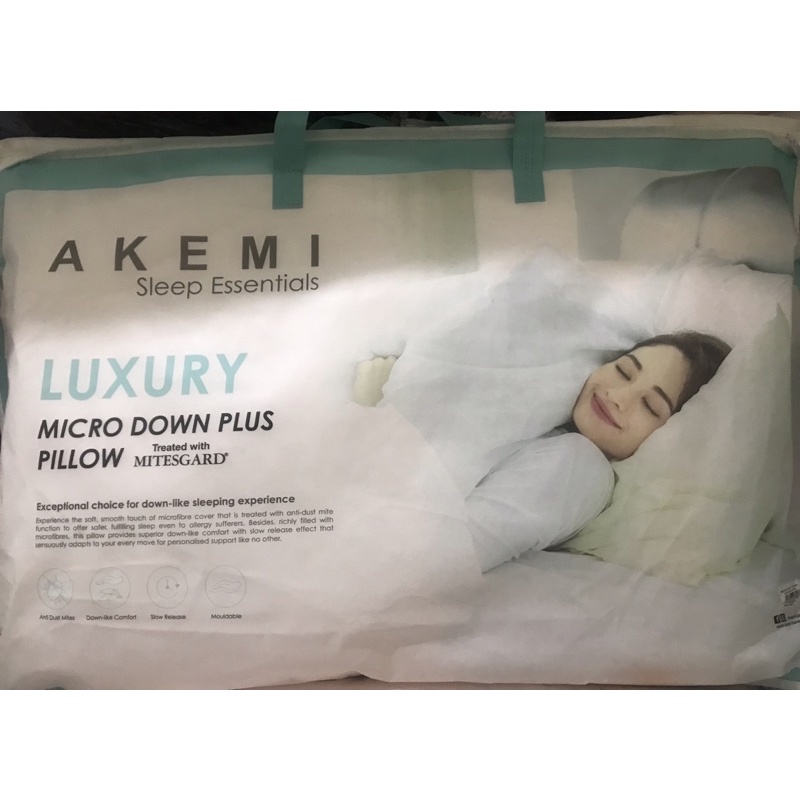 AKEMI
Sleep Essentials
LUXURY
MICRO DOWN PLUS
PILLOW Treated with MITESGARD®
Exceptional choice for down-like sleeping experience
Experience the soft, smooth touch of microfibre cover that is treated with anti-dust mite
function to offer safer, fulfilling sleep even to allergy sufferers. Besides, richly filled with
microfibres, this pillow provides superior down-like comfort with slow release effect that
sensuously adapts to your every move for personalised support like no other.
Anti Dust Mites
Down-like Comfort
Slow Release
Mouldable